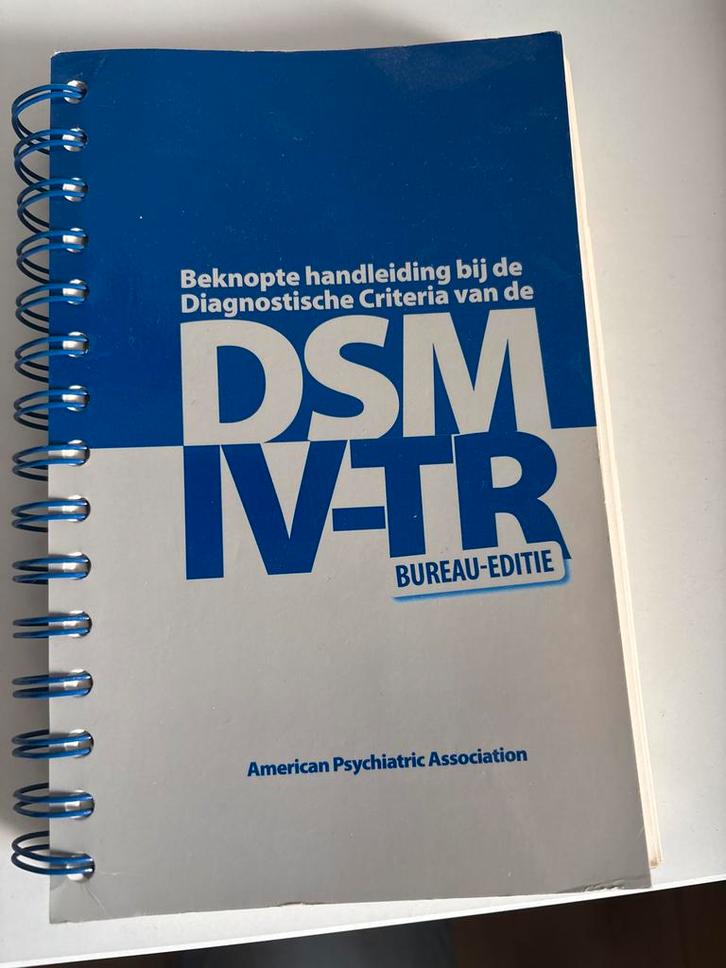 Beknopte handleiding bij de
Diagnostische Criteria van de
DSM
IV-TR
BUREAU-EDITIE
American Psychiatric Association